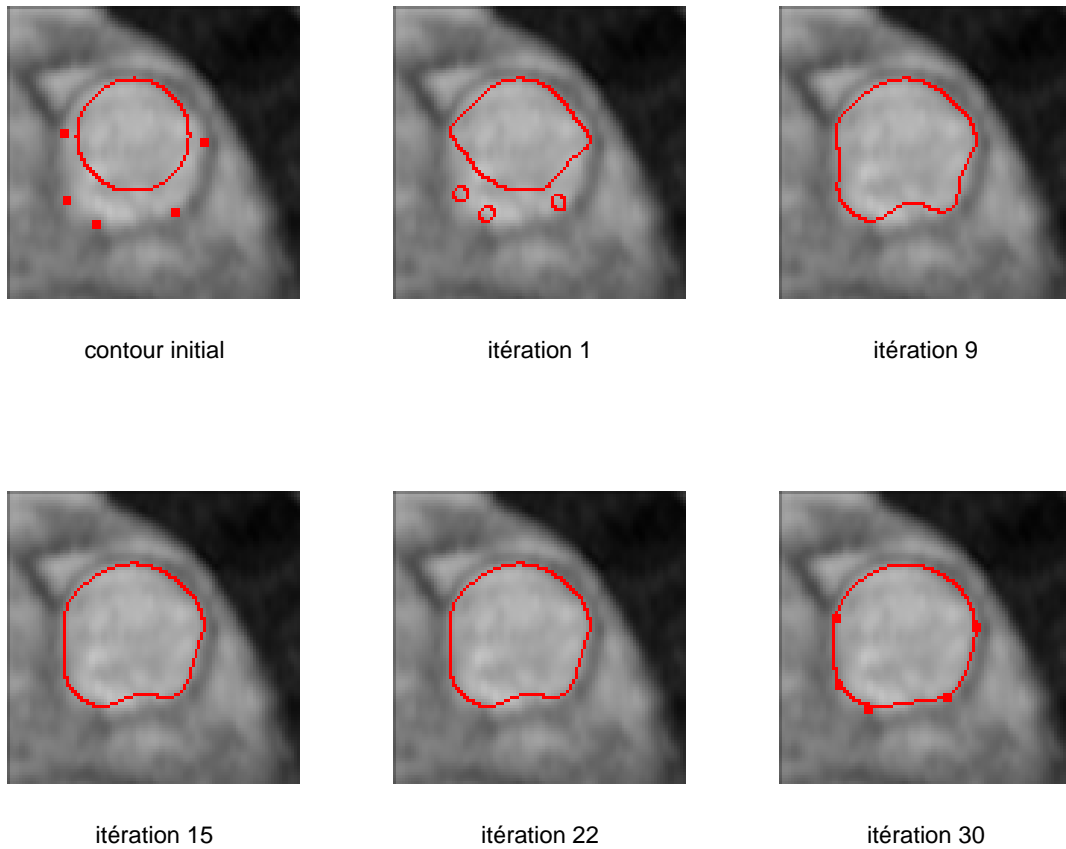 contour initial
itération 1
itération 9
itération 15
itération 22
itération 30